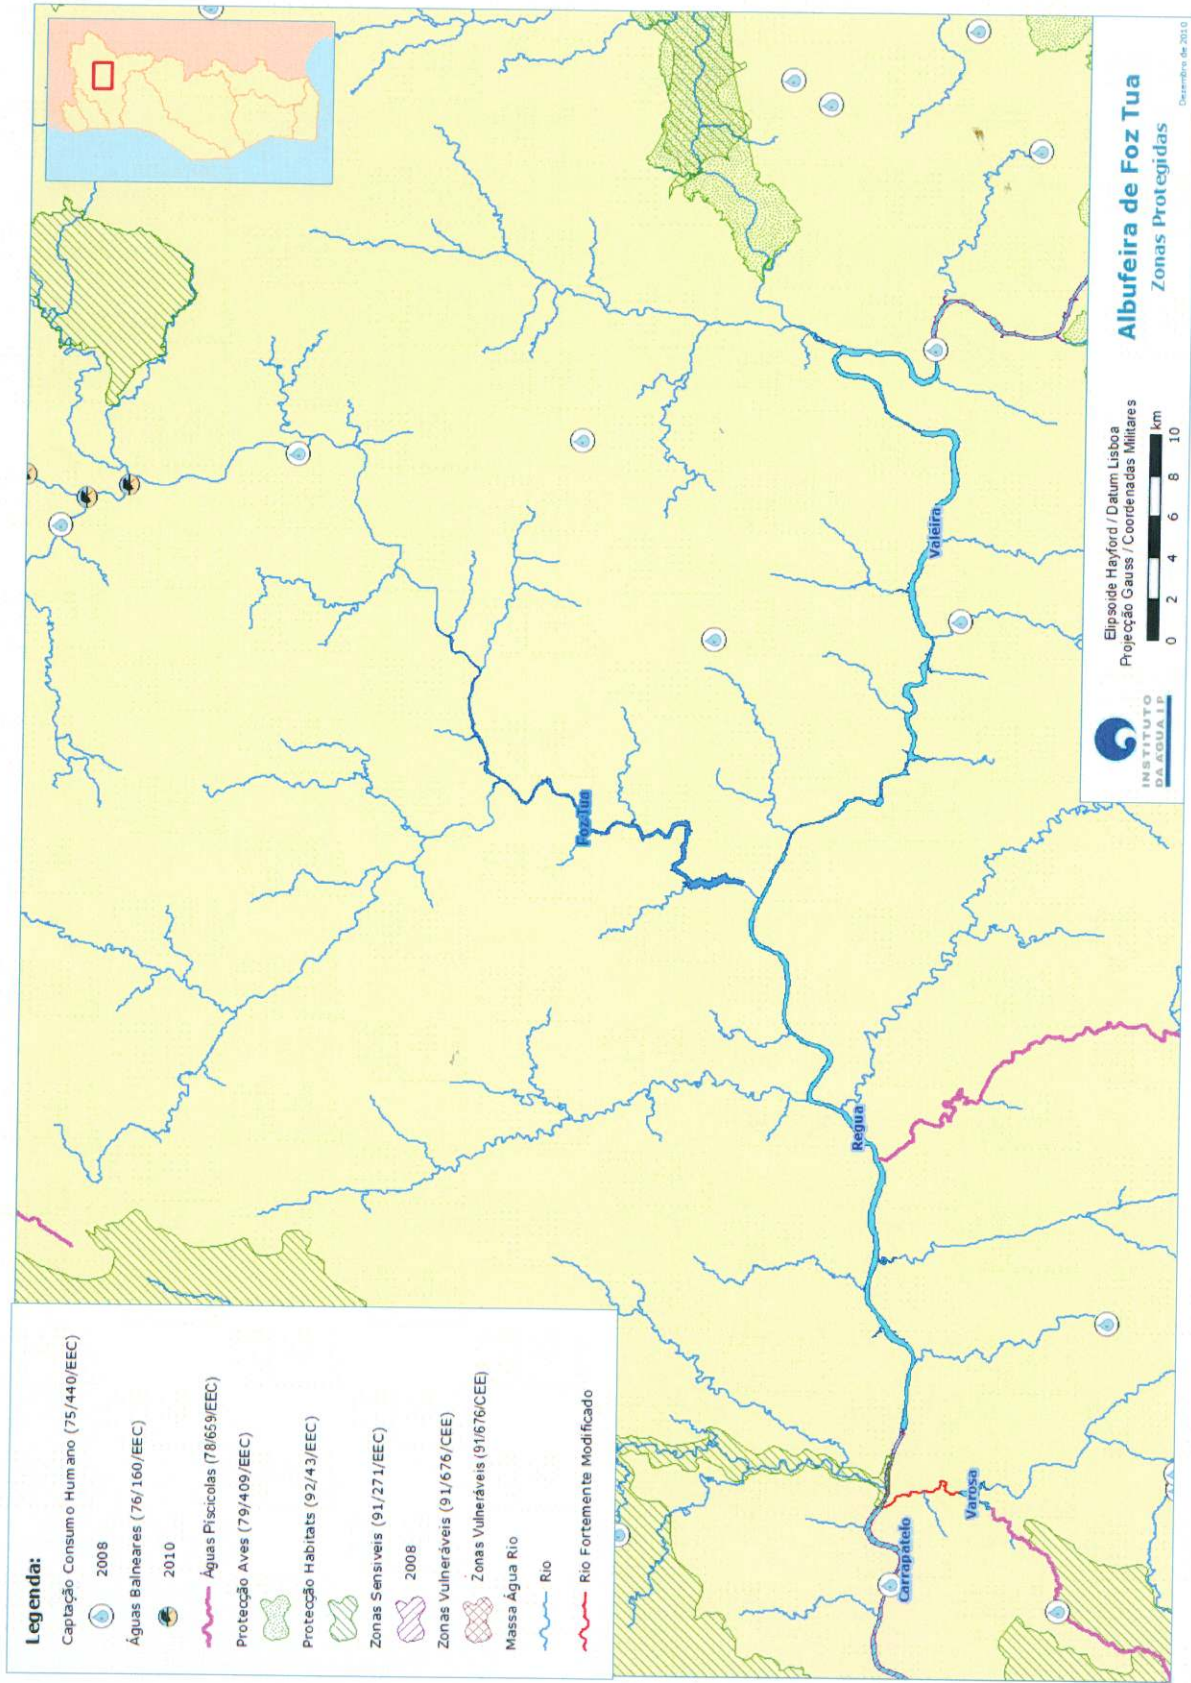 Legenda:
Captação Consumo Humano (75/440/EEC)
2008
Águas Balneares (76/160/EEC)
2010
Águas Piscicolas (78/659/EEC)
Protecção Aves (79/409/EEC)
Protecção Habitats (92/43/EEC)
Zonas Sensiveis (91/271/EEC)
2008
Zonas Vulneráveis (91/676/CEE)
Zonas Vulneráveis (91/676/CEE)
Massa Água Rio
Rio
Rio Fortemente Modificado
Foz Tua
Valeira
Regua
Varosa
Carrapatelo
INSTITUTO
DA AGUA I P
Elipsoide Hayford / Datum Lisboa
Projecção Gauss / Coordenadas Militares
km
0 2 4 6 8 10
Albufeira de Foz Tua
Zonas Protegidas
Dezembro de 2010